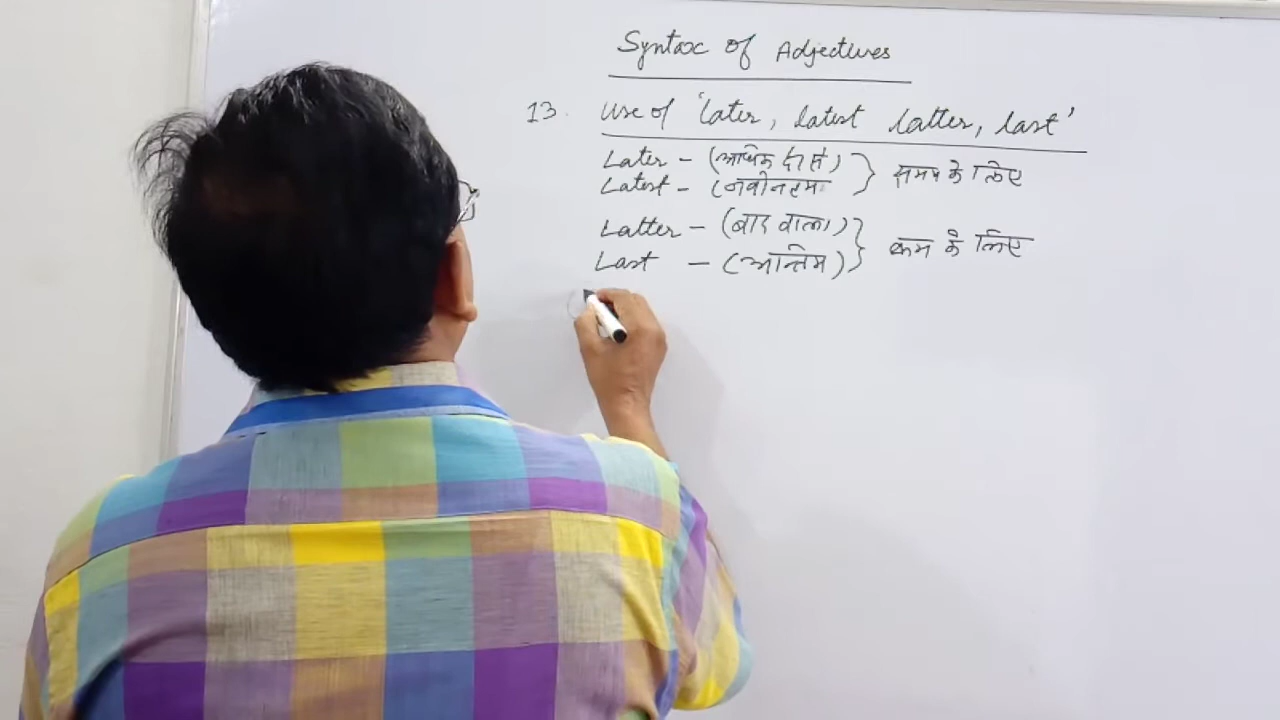 Syntax of Adjectives
13. Use of 'Later, Latest Latter, Last'
Later - (अधिक देर से) } समय के लिए
Latest - (नवीनतम
Latter - (बाद वाला) } क्रम के लिए
Last - (अन्तिम)